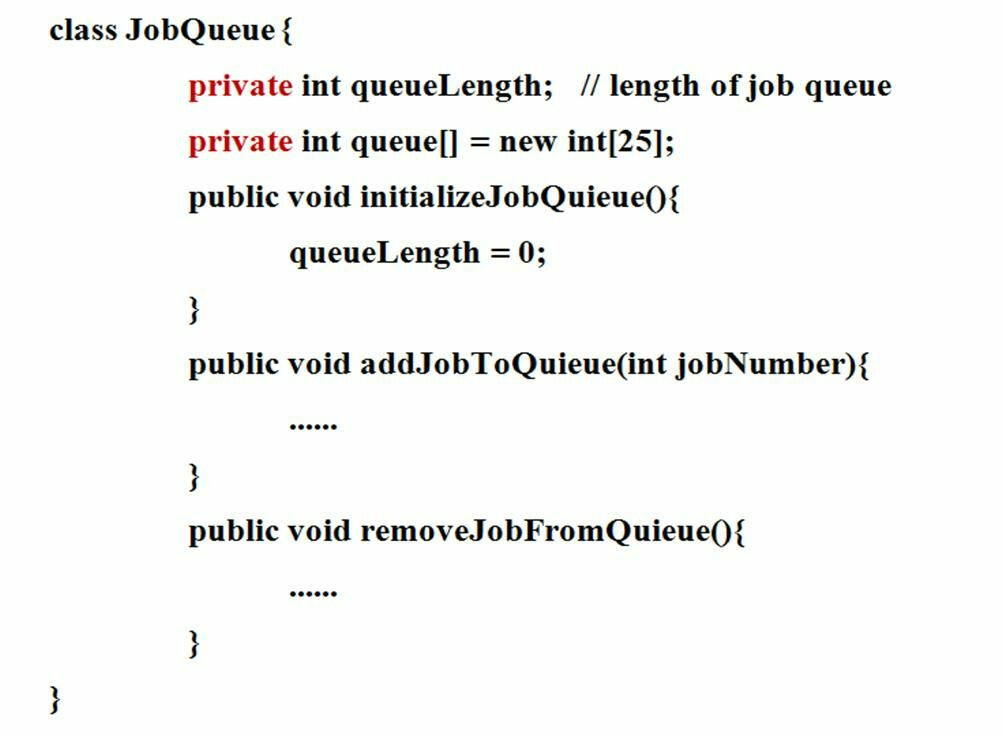 class JobQueue {
private int queueLength;   // length of job queue
private int queue[] = new int[25];
public void initializeJobQuieue(){
queueLength = 0;
}
public void addJobToQuieue(int jobNumber){
......
}
public void removeJobFromQuieue(){
......
}
}